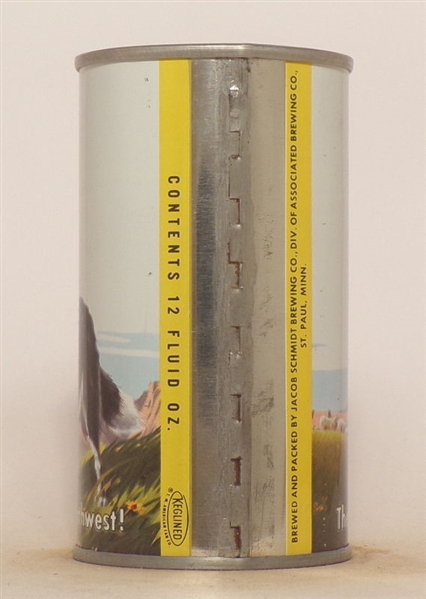 CONTENTS 12 FLUID OZ.
KEGLINED
west!
BREWED AND PACKED BY JACOB SCHMIDT BREWING CO., DIV. OF ASSOCIATED BREWING CO.,
ST. PAUL, MINN.
Th